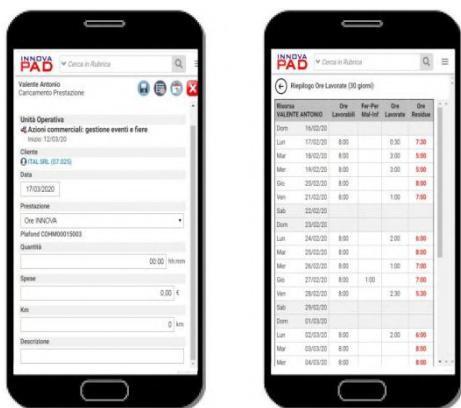 INNOVA
PAD
Cerca in Rubrica
Valente Antonio
Caricamento Prestazione
Unità Operativa
Azioni commerciali: gestione eventi e fiere
Inizio: 12/03/20
Cliente
ITAL SRL (07.025)
Data
17/03/2020
Prestazione
Ore INNOVA
Plafond COHM00015003
Quantità
00:00 hh:mm
Spese
0,00 €
Km
0 km
Descrizione
INNOVA
PAD
Cerca in Rubrica
Riepilogo Ore Lavorate (30 giorni)
Risorsa Ore Fer-Per Ore Ore
VALENTE ANTONIO Lavorabili Mal-Inf Lavorate Residue
Dom 16/02/20
Lun 17/02/20 8:00 0:30 7:30
Mar 18/02/20 8:00 3:00 5:00
Mer 19/02/20 8:00 3:00 5:00
Gio 20/02/20 8:00 8:00
Ven 21/02/20 8:00 1:00 7:00
Sab 22/02/20
Dom 23/02/20
Lun 24/02/20 8:00 2:00 6:00
Mar 25/02/20 8:00 8:00
Mer 26/02/20 8:00 1:00 7:00
Gio 27/02/20 8:00 1:00 7:00
Ven 28/02/20 8:00 2:30 5:30
Sab 29/02/20
Dom 01/03/20
Lun 02/03/20 8:00 2:00 6:00
Mar 03/03/20 8:00 8:00
Mer 04/03/20 8:00 8:00